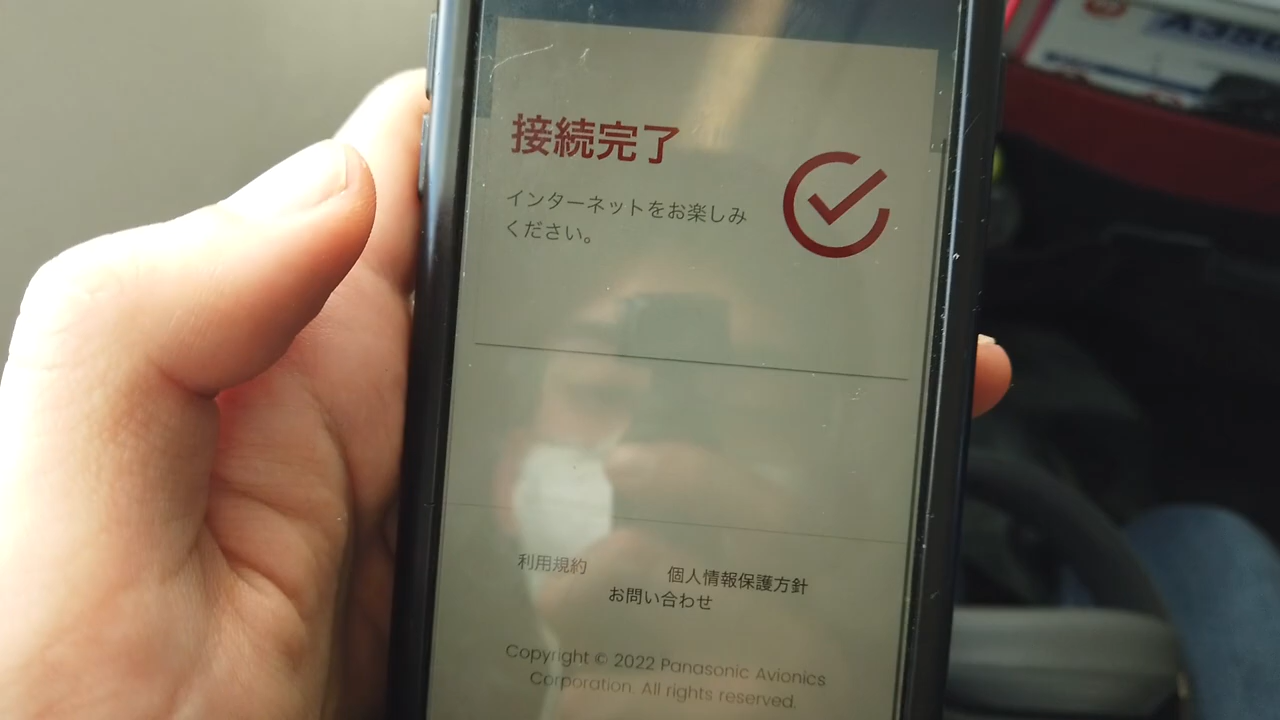 接続完了
インターネットをお楽しみ
ください。
利用規約
個人情報保護方針
お問い合わせ
Copyright © 2022 Panasonic Avionics
Corporation. All rights reserved.
A350